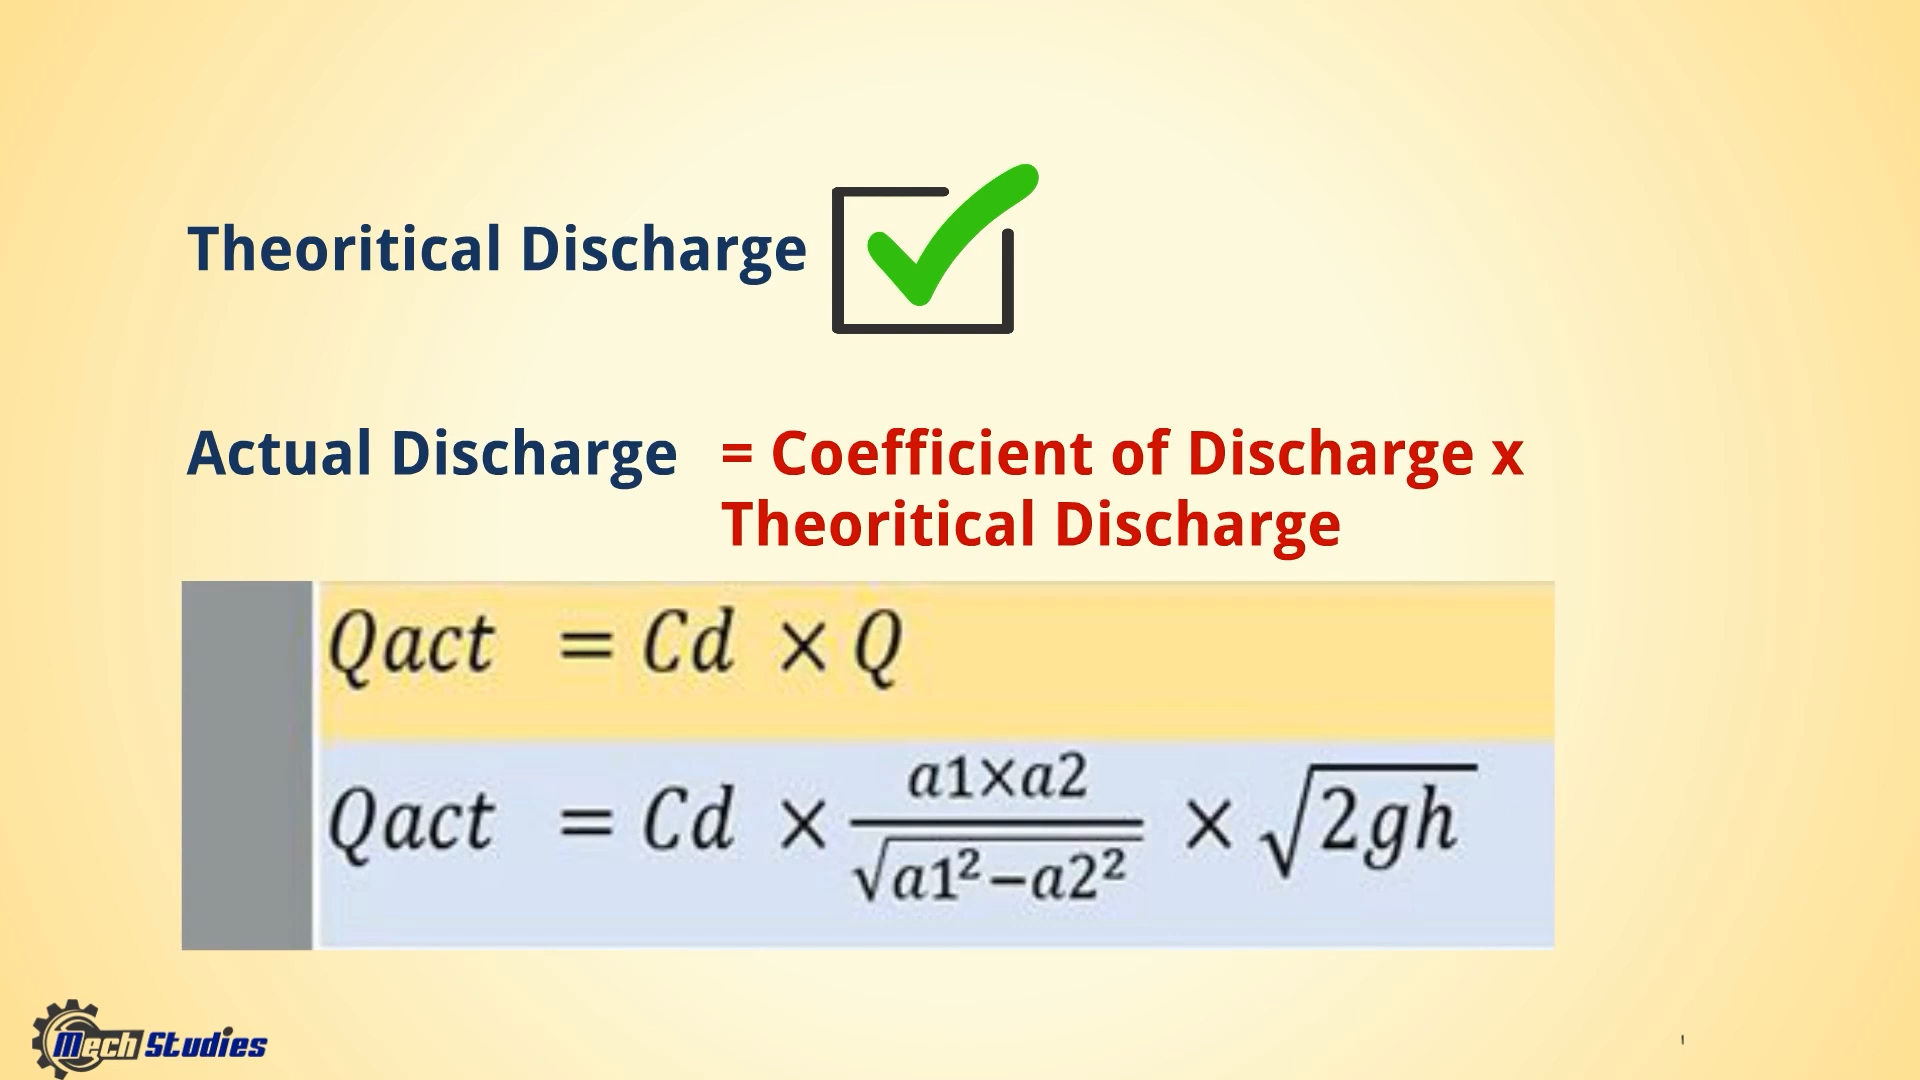 Theoritical Discharge
Actual Discharge = Coefficient of Discharge x
Theoritical Discharge
Qact = Cd × Q
Qact = Cd × a1×a2 / √a1²−a2² × √2gh
Mech Studies